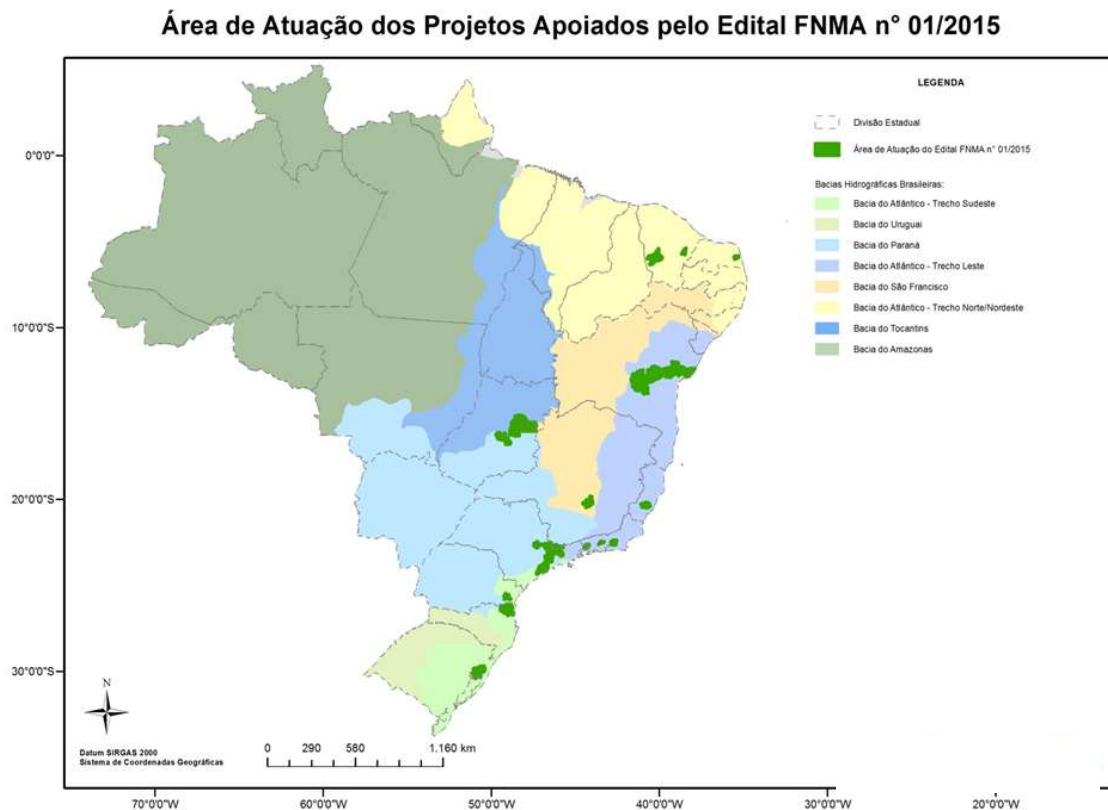 Área de Atuação dos Projetos Apoiados pelo Edital FNMA n° 01/2015
LEGENDA
Divisão Estadual
Área de Atuação do Edital FNMA n° 01/2015
Bacias Hidrográficas Brasileiras:
Bacia do Atlântico - Trecho Sudeste
Bacia do Uruguai
Bacia do Paraná
Bacia do Atlântico - Trecho Leste
Bacia do São Francisco
Bacia do Atlântico - Trecho Norte/Nordeste
Bacia do Tocantins
Bacia do Amazonas
0°0'0"
10°0'0"S
20°0'0"S
30°0'0"S
N
Datum SIRGAS 2000
Sistema de Coordenadas Geográficas
0 290 580 1.160 km
70°0'0"W 60°0'0"W 50°0'0"W 40°0'0"W 30°0'0"W 20°0'0"W